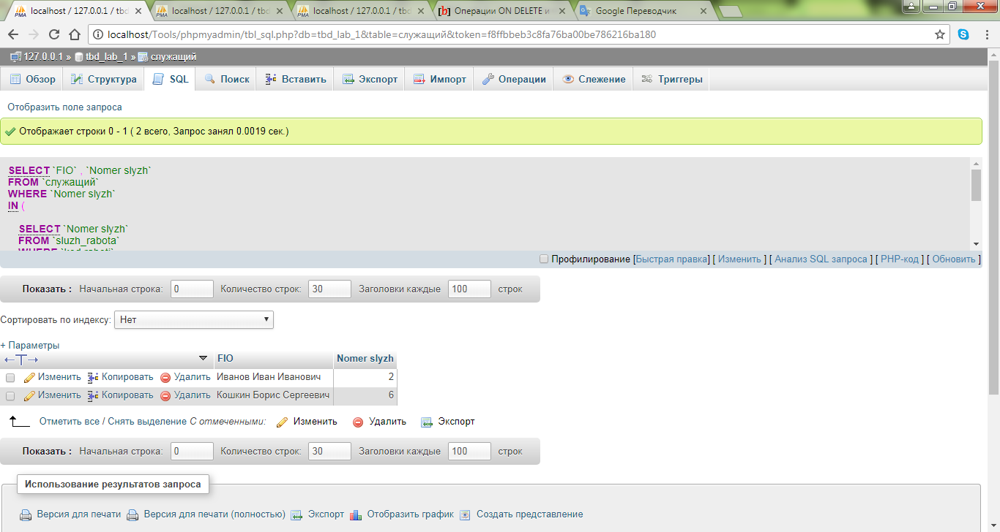 localhost / 127.0.0.1 / tbd
localhost / 127.0.0.1 / tbd
localhost / 127.0.0.1 / tbd
[b] Операции ON DELETE и
Google Переводчик
localhost/Tools/phpmyadmin/tbl_sql.php?db=tbd_lab_1&table=служащий&token=f8ffbbeb3c8fa76ba00be786216ba180
127.0.0.1 » tbd_lab_1 » служащий
Обзор Структура SQL Поиск Вставить Экспорт Импорт Операции Слежение Триггеры
Отобразить поле запроса
Отображает строки 0 - 1 ( 2 всего, Запрос занял 0.0019 сек.)
SELECT `FIO` , `Nomer slyzh`
FROM `служащий`
WHERE `Nomer slyzh`
IN (
SELECT `Nomer slyzh`
FROM `sluzh_rabota`
WHERE `kod raboti`
Профилирование [Быстрая правка] [ Изменить ] [ Анализ SQL запроса ] [ PHP-код ] [ Обновить ]
Показать : Начальная строка: 0 Количество строк: 30 Заголовки каждые 100 строк
Сортировать по индексу: Нет
+ Параметры
←T→ FIO Nomer slyzh
Изменить Копировать Удалить Иванов Иван Иванович 2
Изменить Копировать Удалить Кошкин Борис Сергеевич 6
Отметить все / Снять выделение С отмеченными: Изменить Удалить Экспорт
Показать : Начальная строка: 0 Количество строк: 30 Заголовки каждые 100 строк
Использование результатов запроса
Версия для печати Версия для печати (полностью) Экспорт Отобразить график Создать представление